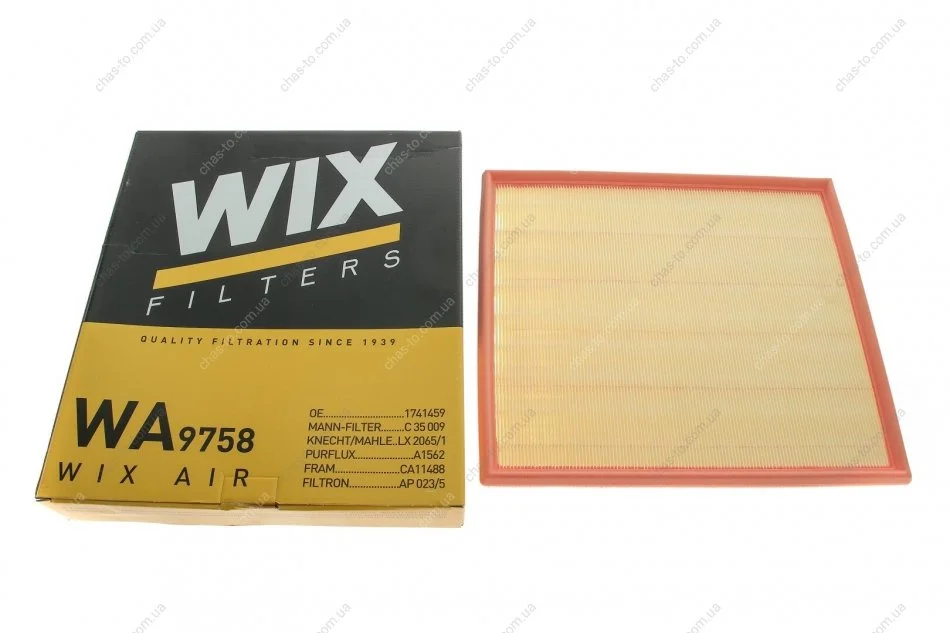 WIX
FILTERS
QUALITY FILTRATION SINCE 1939
WA9758
WIX AIR
OE.............................1741459
MANN-FILTER........C 35 009
KNECHT/MAHLE..LX 2065/1
PURFLUX.....................A1562
FRAM.......................CA11488
FILTRON...............AP 023/5
chas-to.com.ua